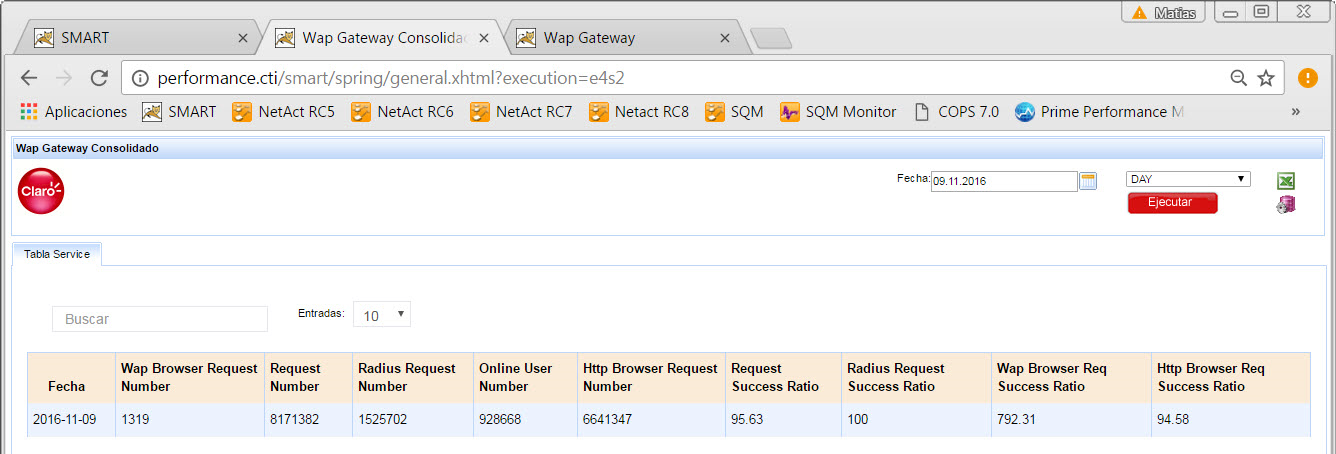 Matias
SMART
Wap Gateway Consolida
Wap Gateway
performance.cti/smart/spring/general.xhtml?execution=e4s2
Aplicaciones SMART NetAct RC5 NetAct RC6 NetAct RC7 Netact RC8 SQM SQM Monitor COPS 7.0 Prime Performance M »
Wap Gateway Consolidado
Claro
Fecha: 09.11.2016
DAY
Ejecutar
Tabla Service
Buscar
Entradas: 10
Fecha Wap Browser Request Number Request Number Radius Request Number Online User Number Http Browser Request Number Request Success Ratio Radius Request Success Ratio Wap Browser Req Success Ratio Http Browser Req Success Ratio
2016-11-09 1319 8171382 1525702 928668 6641347 95.63 100 792.31 94.58